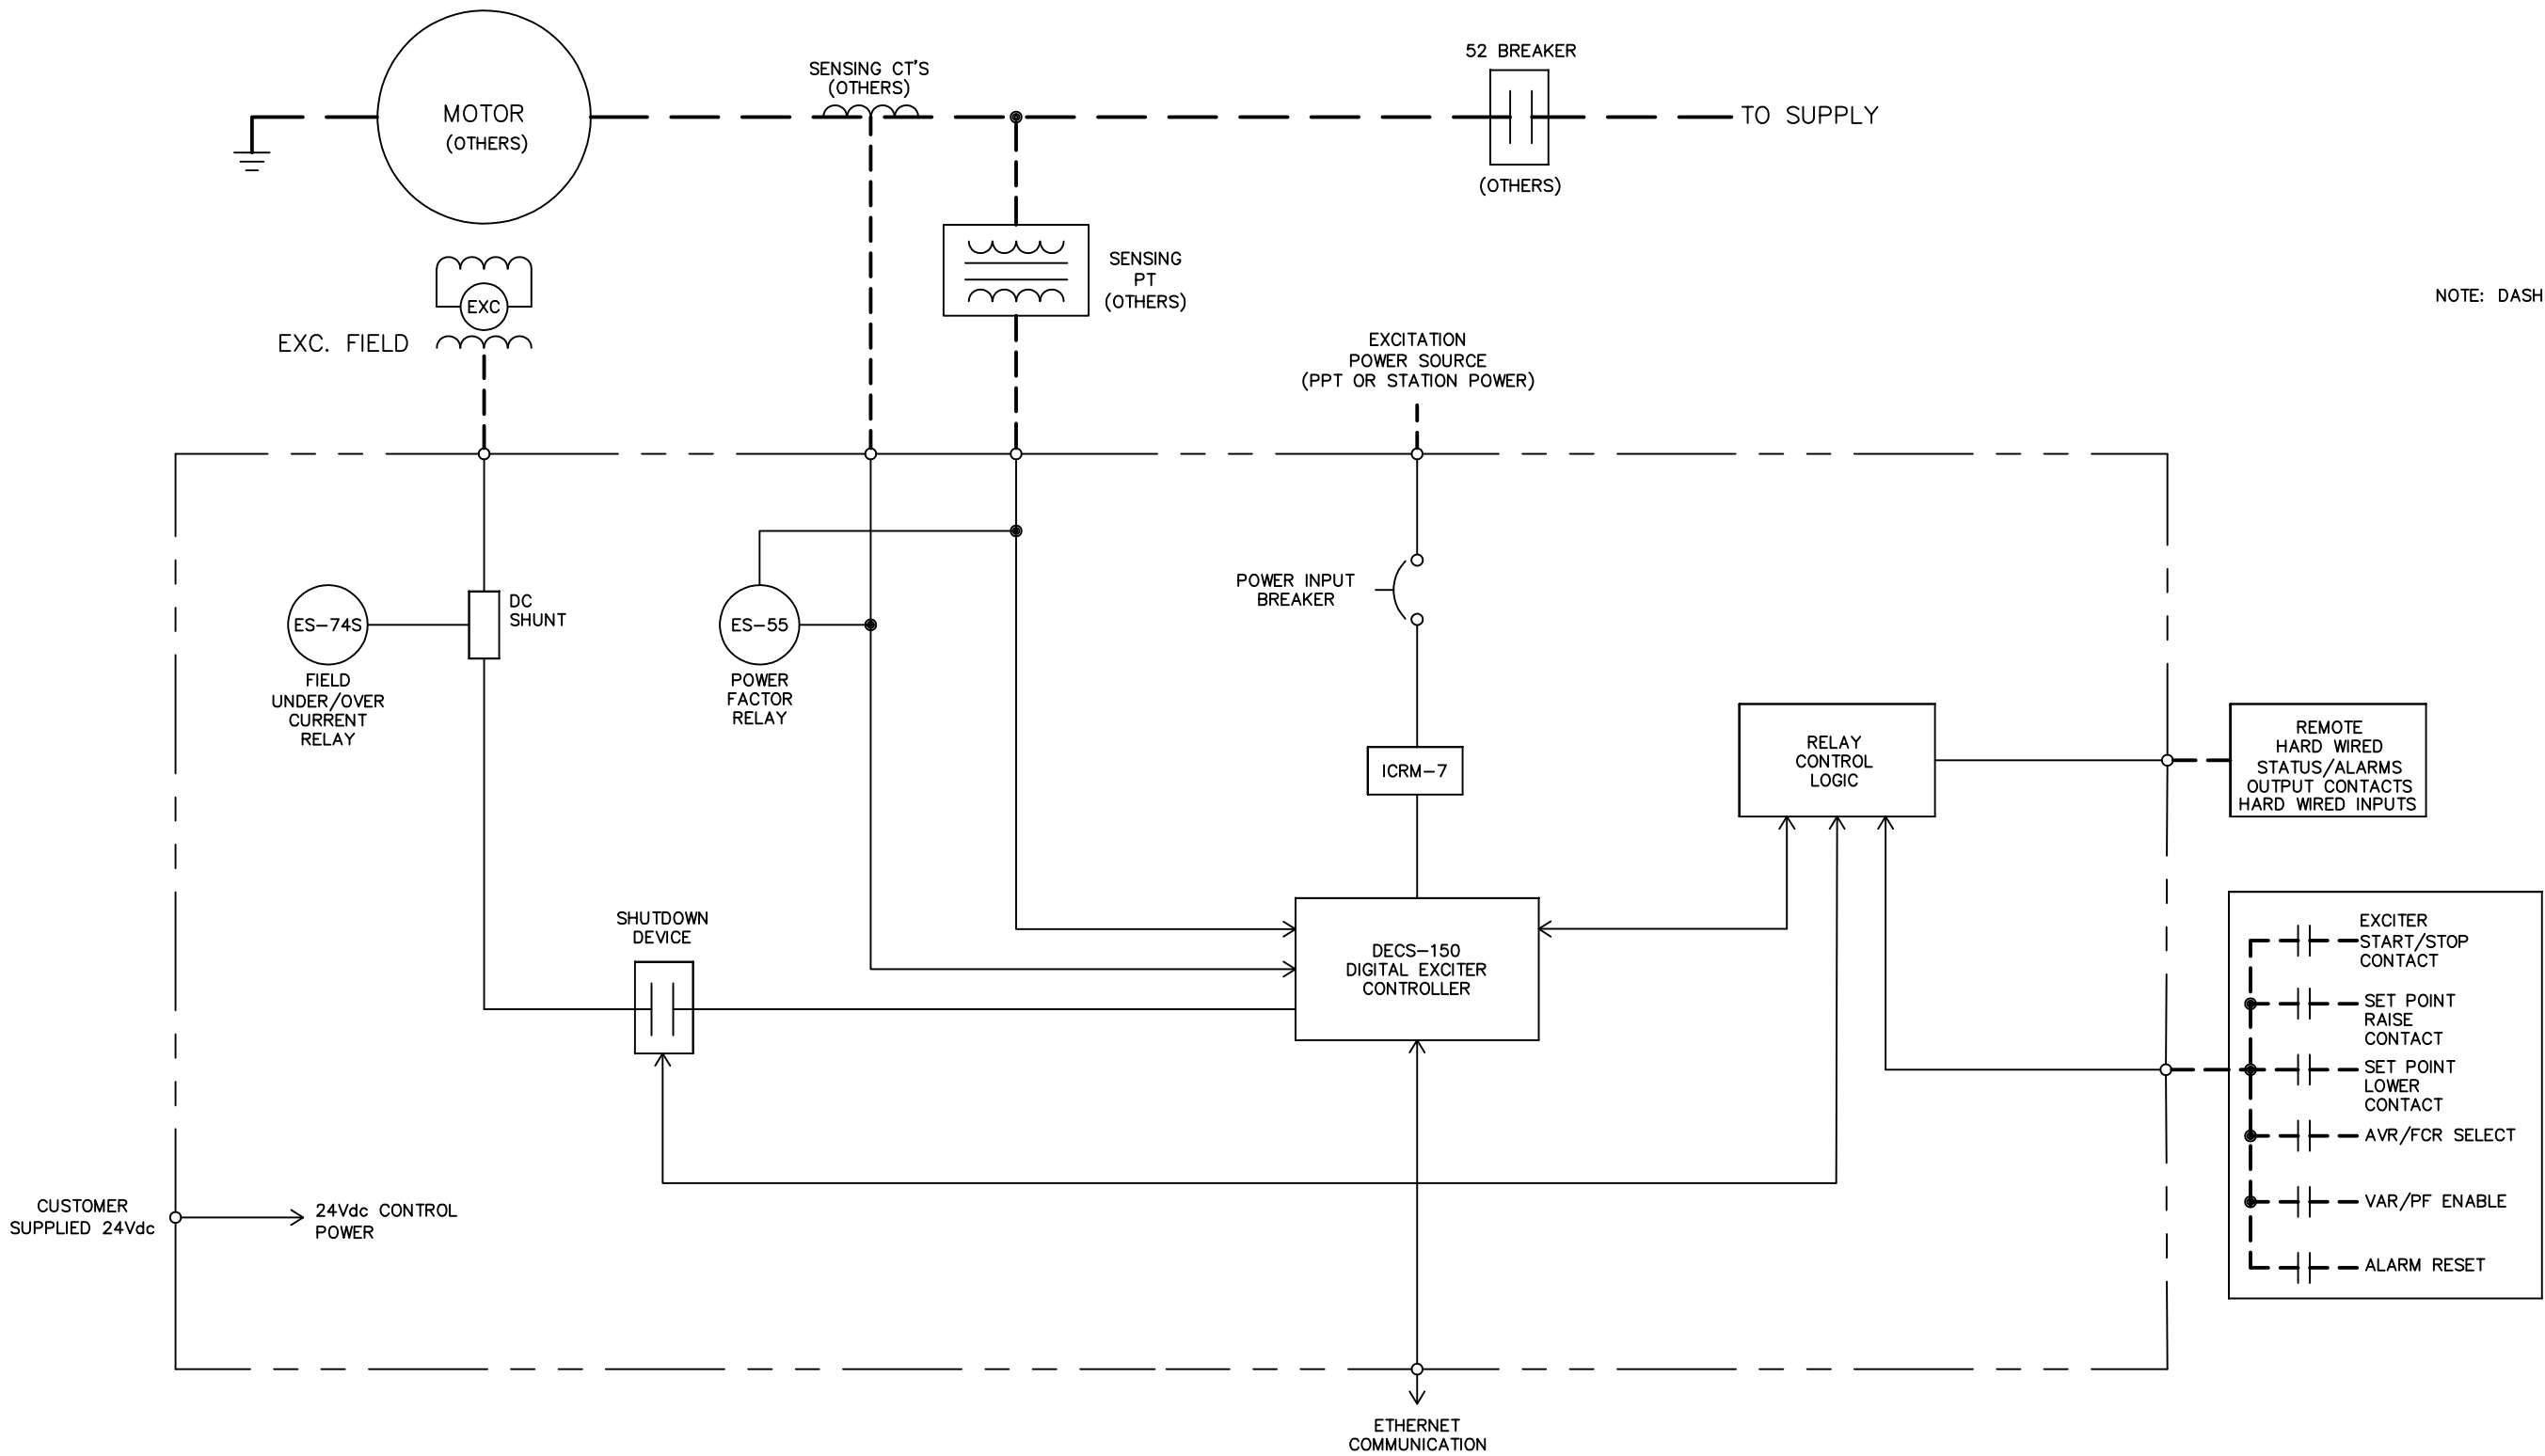 52 BREAKER
SENSING CT'S
(OTHERS)
MOTOR
(OTHERS)
TO SUPPLY
(OTHERS)
SENSING
PT
(OTHERS)
NOTE: DASH
EXC
EXC. FIELD
EXCITATION
POWER SOURCE
(PPT OR STATION POWER)
POWER INPUT
BREAKER
DC
SHUNT
ES-74S
ES-55
FIELD
UNDER/OVER
CURRENT
RELAY
POWER
FACTOR
RELAY
ICRM-7
RELAY
CONTROL
LOGIC
REMOTE
HARD WIRED
STATUS/ALARMS
OUTPUT CONTACTS
HARD WIRED INPUTS
SHUTDOWN
DEVICE
DECS-150
DIGITAL EXCITER
CONTROLLER
EXCITER
START/STOP
CONTACT
SET POINT
RAISE
CONTACT
SET POINT
LOWER
CONTACT
AVR/FCR SELECT
VAR/PF ENABLE
ALARM RESET
CUSTOMER
SUPPLIED 24Vdc
24Vdc CONTROL
POWER
ETHERNET
COMMUNICATION